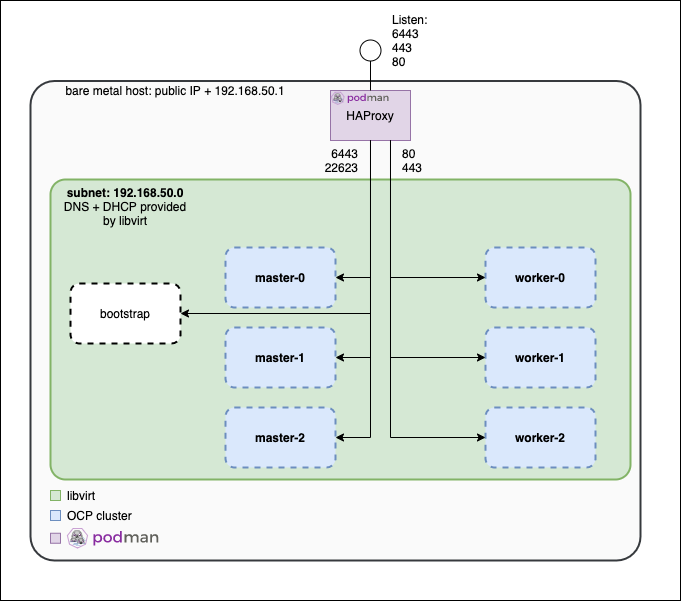 Listen:
6443
443
80
bare metal host: public IP + 192.168.50.1
podman
HAProxy
6443
22623
80
443
subnet: 192.168.50.0
DNS + DHCP provided
by libvirt
master-0
worker-0
bootstrap
master-1
worker-1
master-2
worker-2
libvirt
OCP cluster
podman